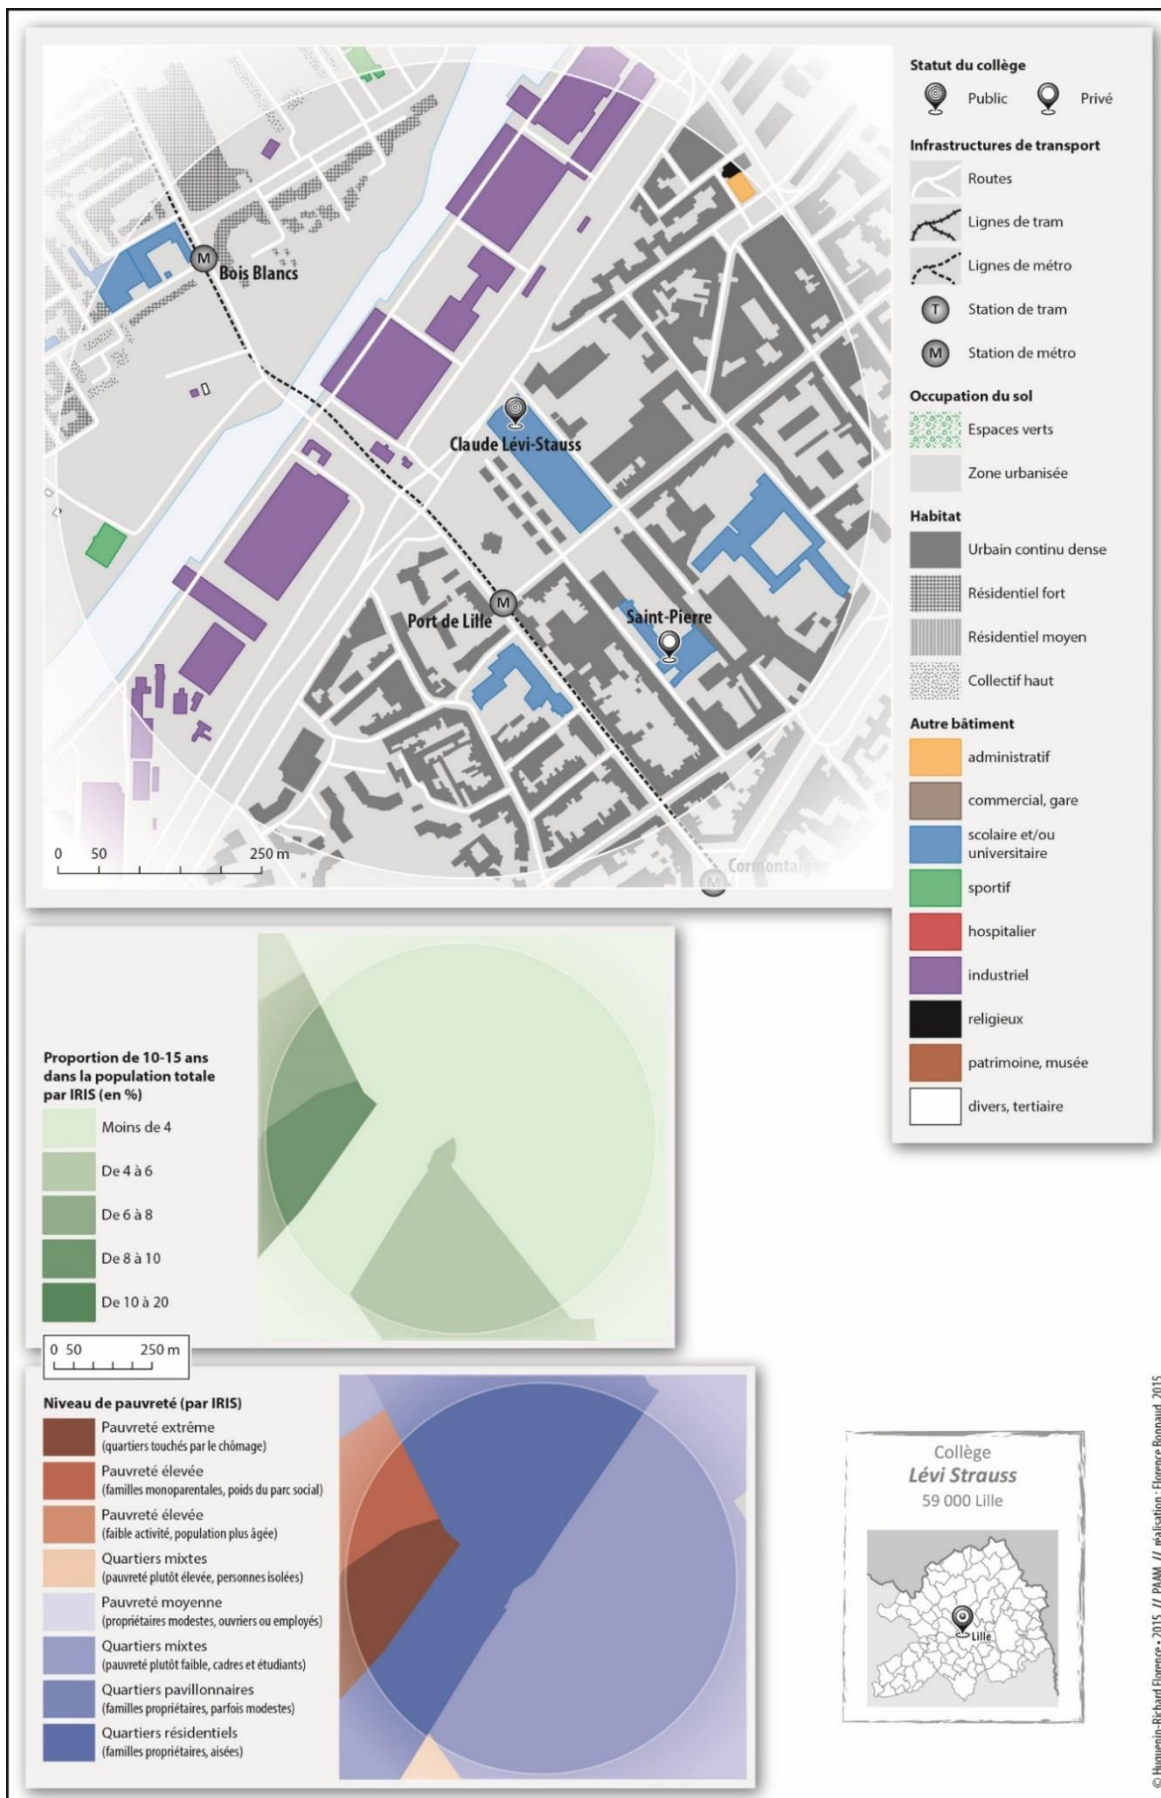 Statut du collège
Public
Privé
Infrastructures de transport
Routes
Lignes de tram
Lignes de métro
T
Station de tram
M
Station de métro
Occupation du sol
Espaces verts
Zone urbanisée
Habitat
Urbain continu dense
Résidentiel fort
Résidentiel moyen
Collectif haut
Autre bâtiment
administratif
commercial, gare
scolaire et/ou
universitaire
sportif
hospitalier
industriel
religieux
patrimoine, musée
divers, tertiaire
M
Bois Blancs
Claude Lévi-Stauss
M
Port de Lille
Saint-Pierre
Cormontaigne
M
0 50 250 m
Proportion de 10-15 ans
dans la population totale
par IRIS (en %)
Moins de 4
De 4 à 6
De 6 à 8
De 8 à 10
De 10 à 20
0 50 250 m
Niveau de pauvreté (par IRIS)
Pauvreté extrême
(quartiers touchés par le chômage)
Pauvreté élevée
(familles monoparentales, poids du parc social)
Pauvreté élevée
(faible activité, population plus âgée)
Quartiers mixtes
(pauvreté plutôt élevée, personnes isolées)
Pauvreté moyenne
(propriétaires modestes, ouvriers ou employés)
Quartiers mixtes
(pauvreté plutôt faible, cadres et étudiants)
Quartiers pavillonnaires
(familles propriétaires, parfois modestes)
Quartiers résidentiels
(familles propriétaires, aisées)
Collège
Lévi Strauss
59 000 Lille
Lille
© Huguenin-Richard Florence • 2015 // PAAM // réalisation : Florence Bonnaud, 2015